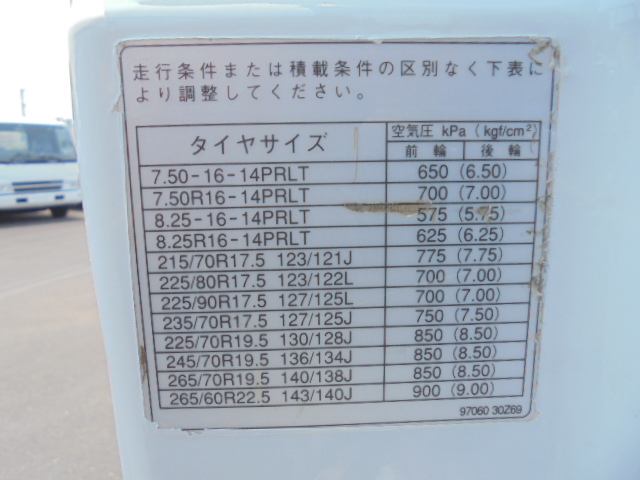 走行条件または積載条件の区別なく下表に
より調整してください。
タイヤサイズ 空気圧 kPa (kgf/cm²)
前輪 後輪
7.50-16-14PRLT 650 (6.50)
7.50R16-14PRLT 700 (7.00)
8.25-16-14PRLT 575 (5.75)
8.25R16-14PRLT 625 (6.25)
215/70R17.5 123/121J 775 (7.75)
225/80R17.5 123/122L 700 (7.00)
225/90R17.5 127/125L 700 (7.00)
235/70R17.5 127/125J 750 (7.50)
225/70R19.5 130/128J 850 (8.50)
245/70R19.5 136/134J 850 (8.50)
265/70R19.5 140/138J 850 (8.50)
265/60R22.5 143/140J 900 (9.00)
97060 30Z69